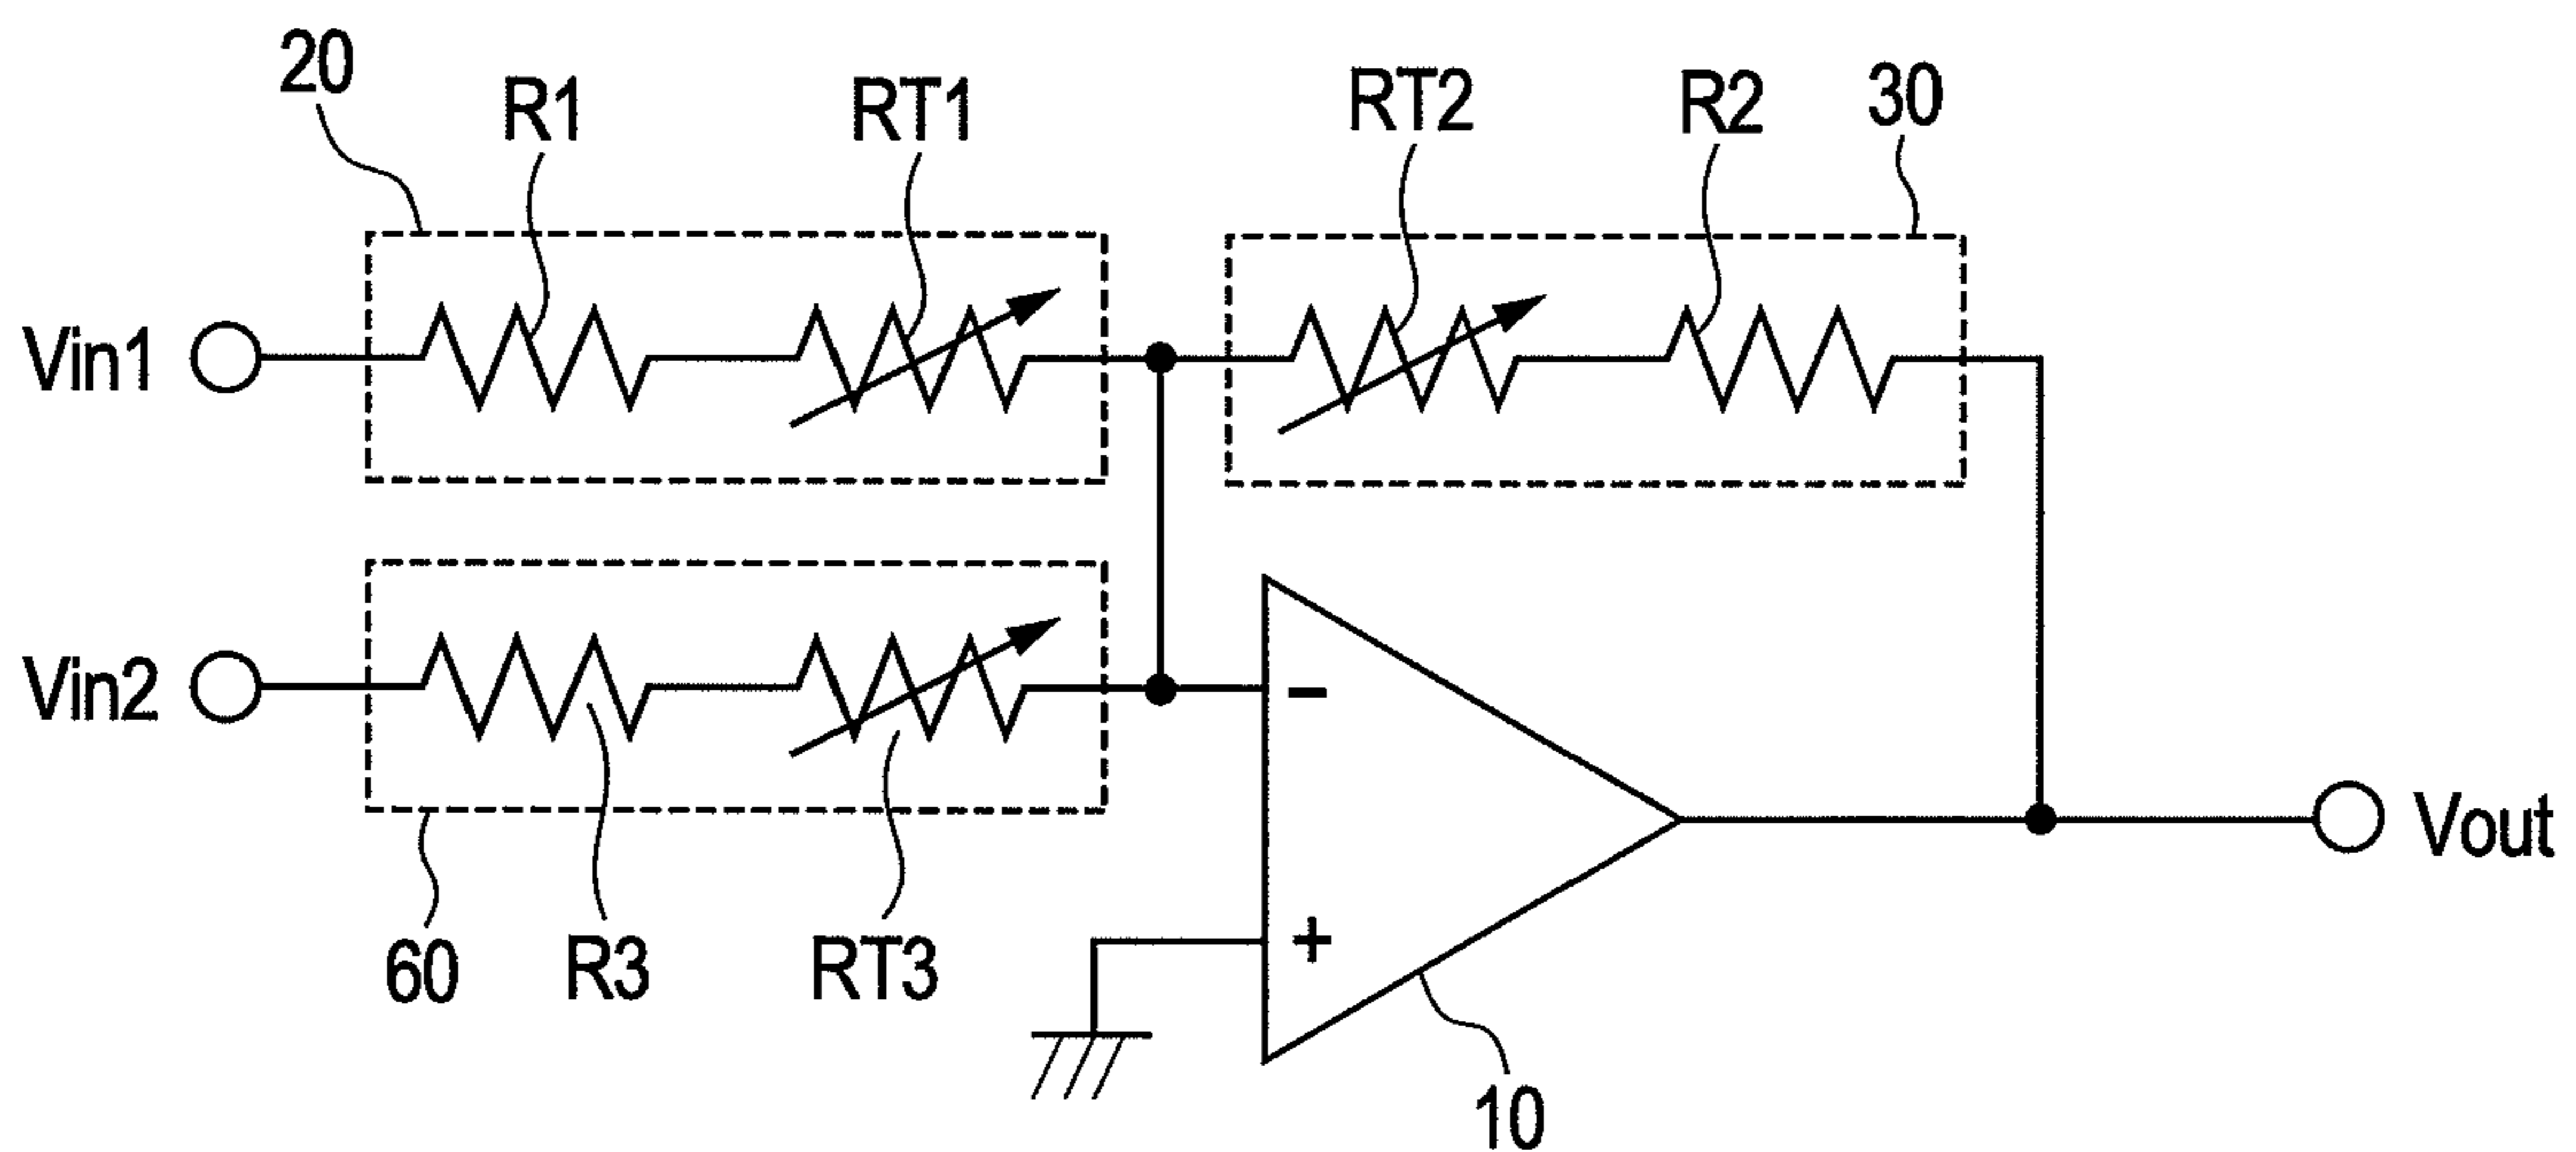 20 R1 RT1 RT2 R2 30
Vin1
Vin2
−
+
60 R3 RT3
10
Vout